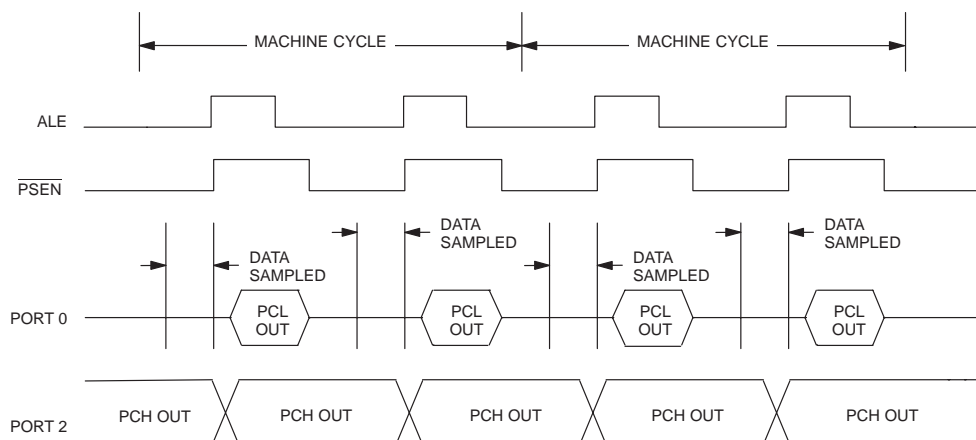 MACHINE CYCLE
MACHINE CYCLE
ALE
PSEN
DATA
SAMPLED
DATA
SAMPLED
DATA
SAMPLED
DATA
SAMPLED
PORT 0
PCL
OUT
PCL
OUT
PCL
OUT
PCL
OUT
PORT 2
PCH OUT
PCH OUT
PCH OUT
PCH OUT
PCH OUT